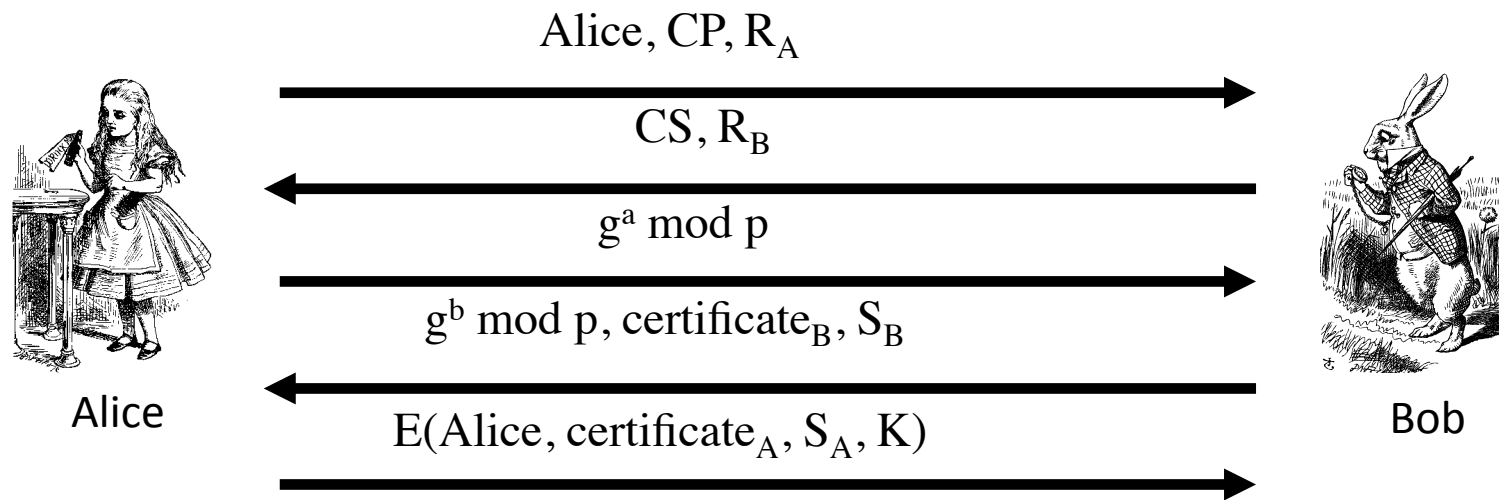 Alice, CP, R_A
CS, R_B
g^a mod p
g^b mod p, certificate_B, S_B
E(Alice, certificate_A, S_A, K)
Alice
Bob